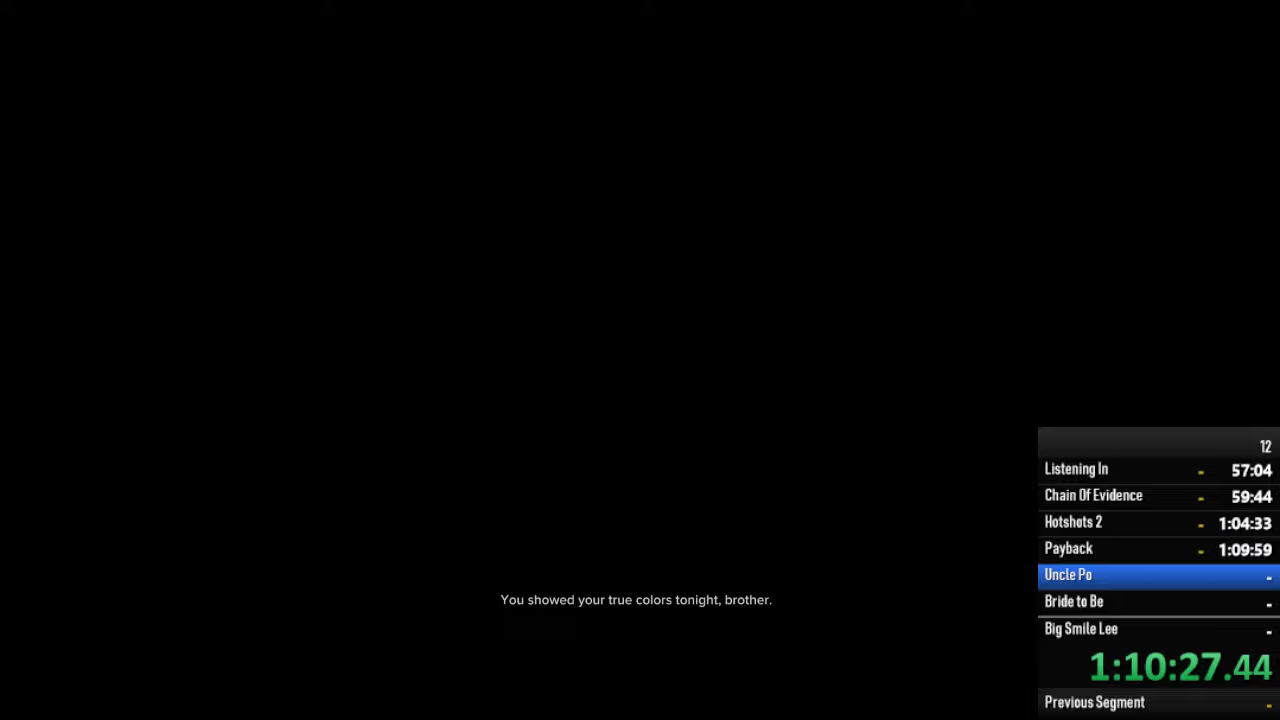 12
Listening In - 57:04
Chain Of Evidence - 59:44
Hotshots 2 - 1:04:33
Payback - 1:09:59
Uncle Po -
You showed your true colors tonight, brother.
Bride to Be -
Big Smile Lee -
1:10:27.44
Previous Segment -